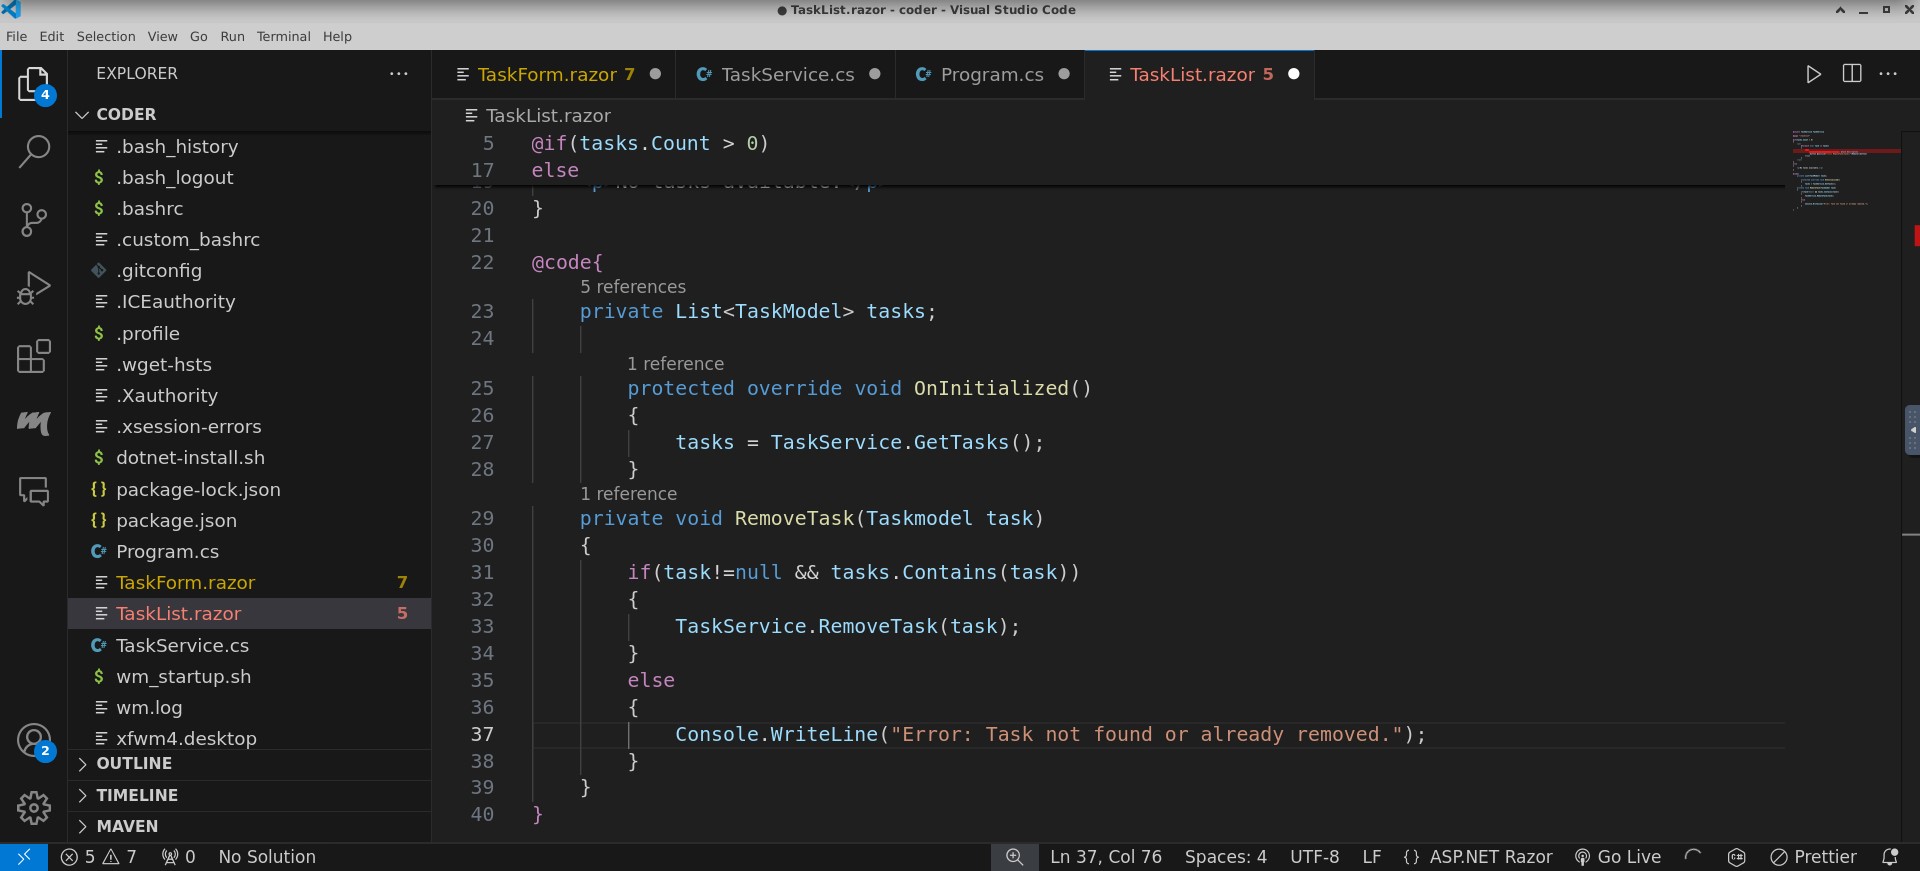 ● TaskList.razor - coder - Visual Studio Code
File Edit Selection View Go Run Terminal Help
EXPLORER
TaskForm.razor 7
TaskService.cs
Program.cs
TaskList.razor 5
4
CODER
.bash_history
.bash_logout
.bashrc
.custom_bashrc
.gitconfig
.ICEauthority
.profile
.wget-hsts
.Xauthority
.xsession-errors
dotnet-install.sh
package-lock.json
package.json
Program.cs
TaskForm.razor 7
TaskList.razor 5
TaskService.cs
wm_startup.sh
wm.log
xfwm4.desktop
OUTLINE
TIMELINE
MAVEN
2
TaskList.razor
5 @if(tasks.Count > 0)
17 else
20 }
21
22 @code{
5 references
23 private List<TaskModel> tasks;
24
1 reference
25 protected override void OnInitialized()
26 {
27 tasks = TaskService.GetTasks();
28 }
1 reference
29 private void RemoveTask(Taskmodel task)
30 {
31 if(task!=null && tasks.Contains(task))
32 {
33 TaskService.RemoveTask(task);
34 }
35 else
36 {
37 Console.WriteLine("Error: Task not found or already removed.");
38 }
39 }
40 }
5 7 0 No Solution Ln 37, Col 76 Spaces: 4 UTF-8 LF {} ASP.NET Razor Go Live Prettier